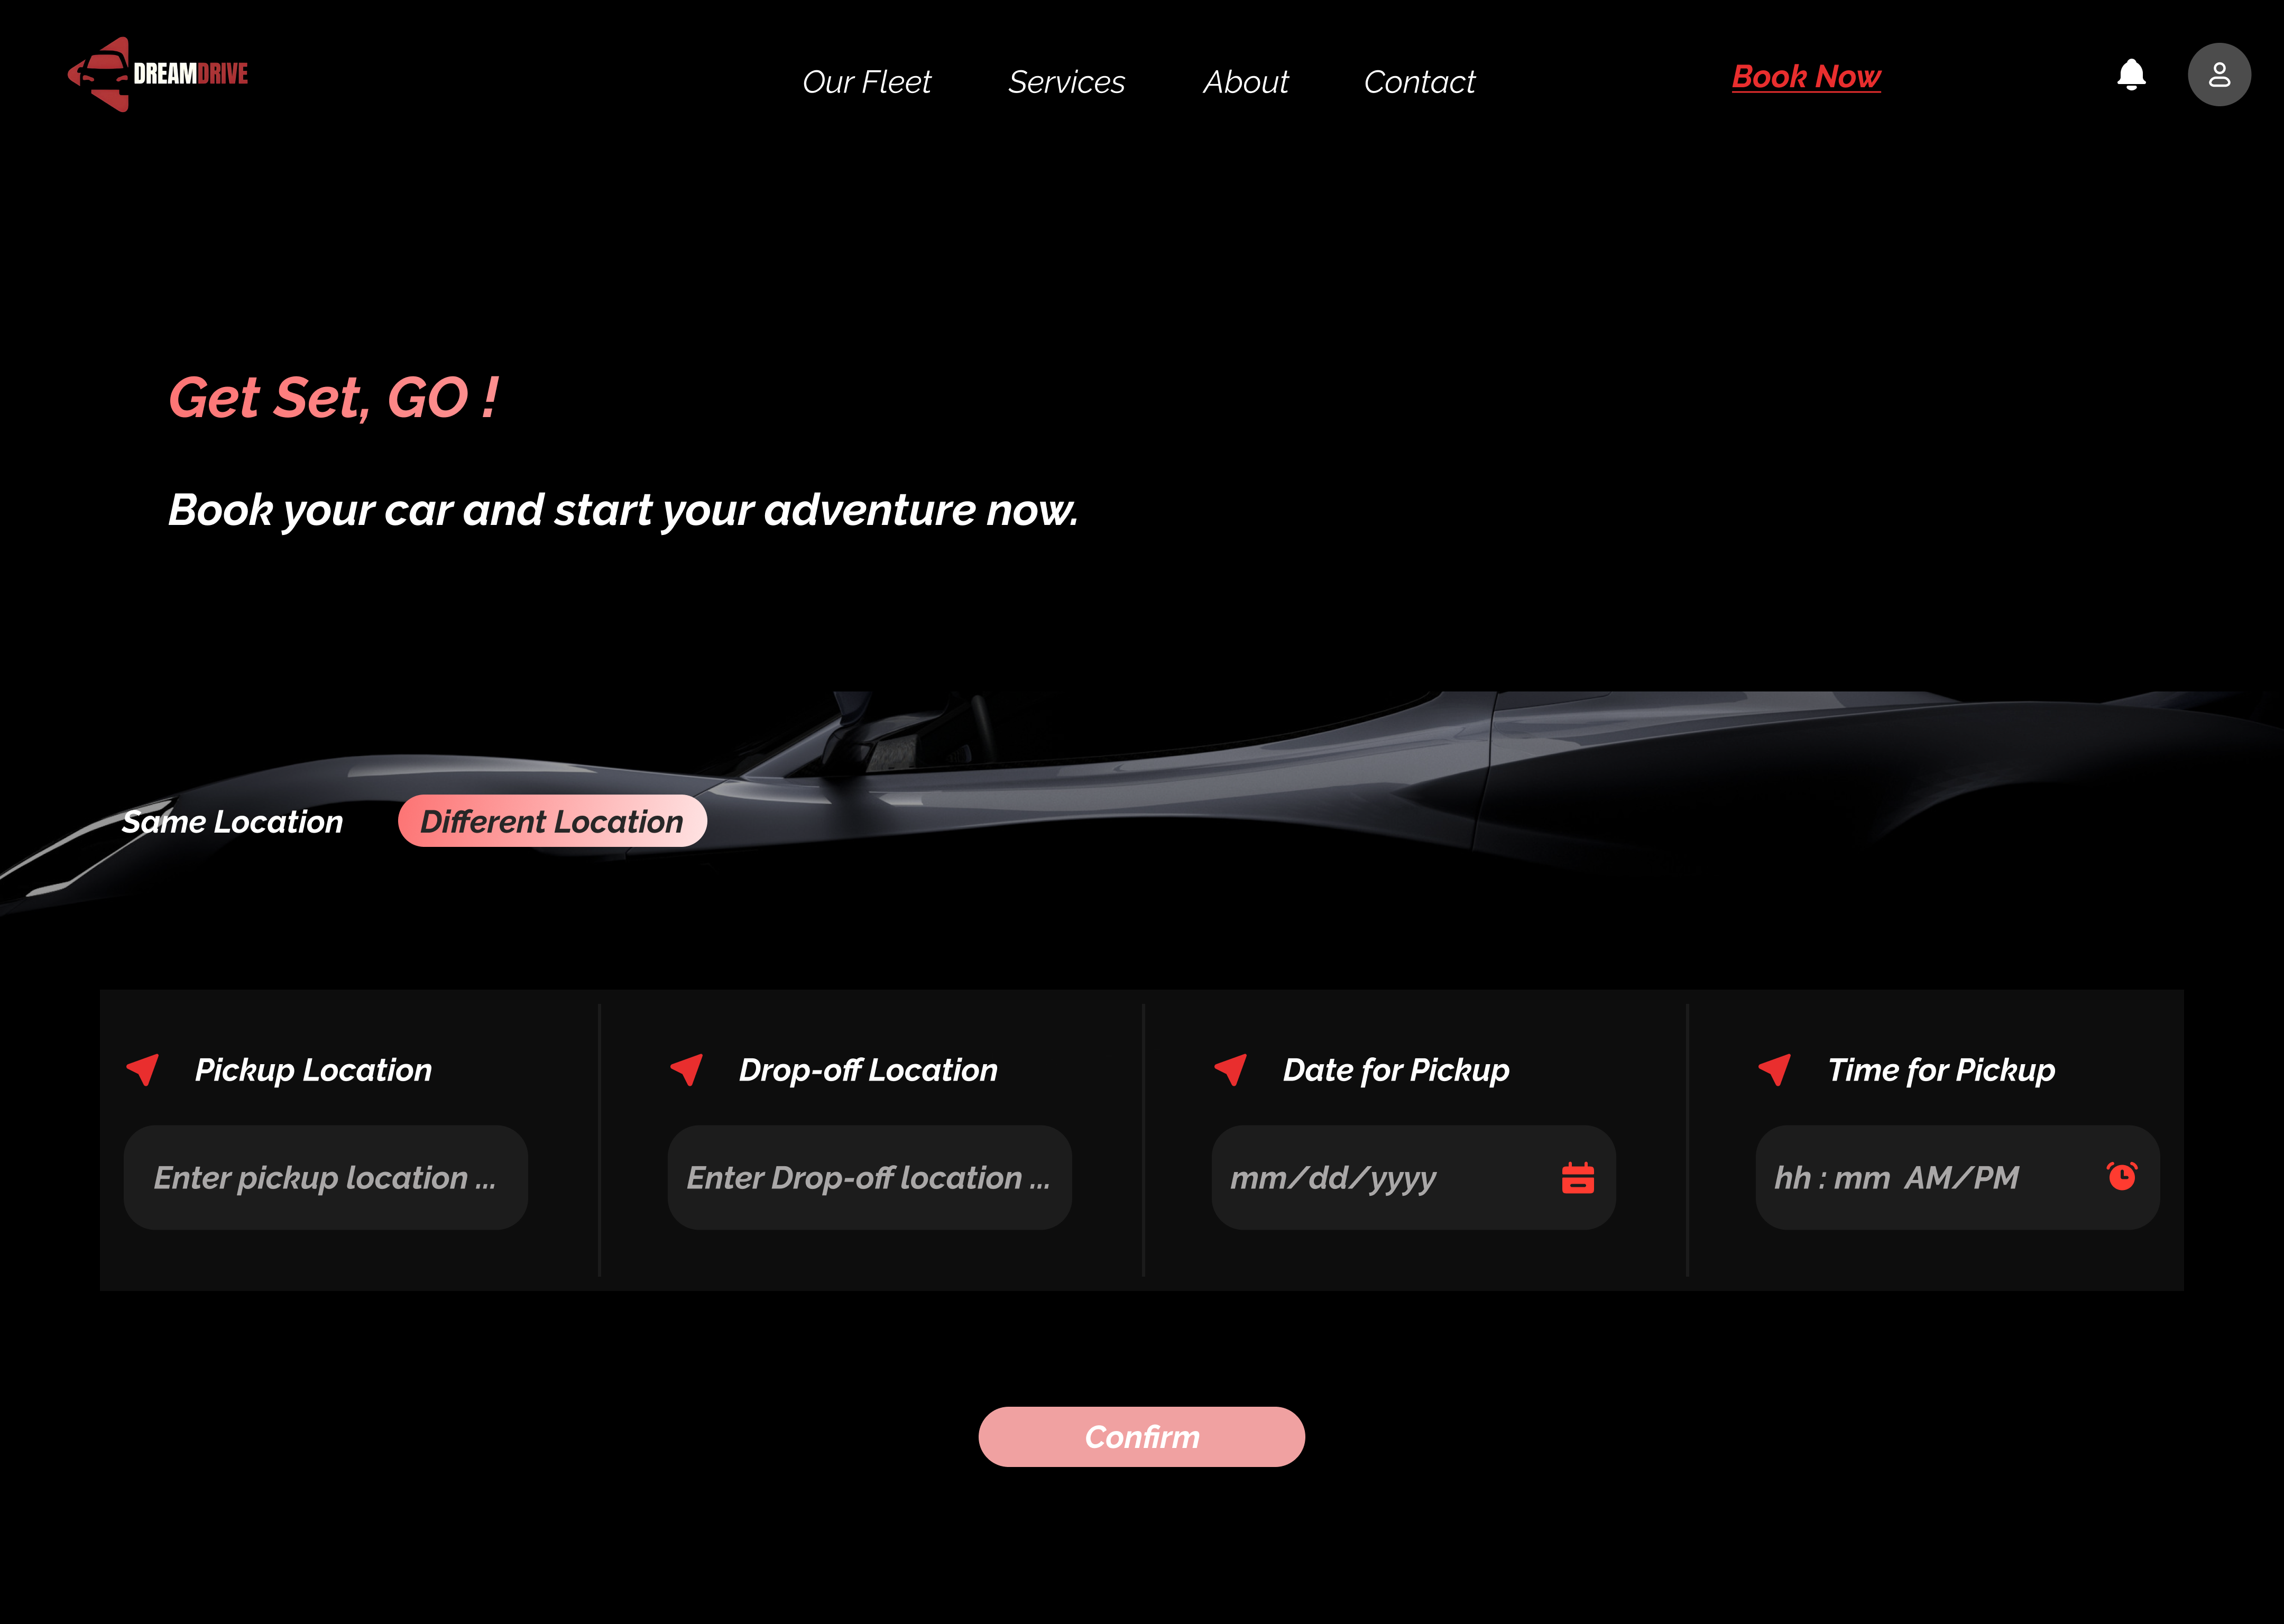 DREAMDRIVE
Our Fleet Services About Contact Book Now
Get Set, GO !
Book your car and start your adventure now.
Same Location Different Location
Pickup Location Drop-off Location Date for Pickup Time for Pickup
Enter pickup location ... Enter Drop-off location ... mm/dd/yyyy hh : mm AM/PM
Confirm